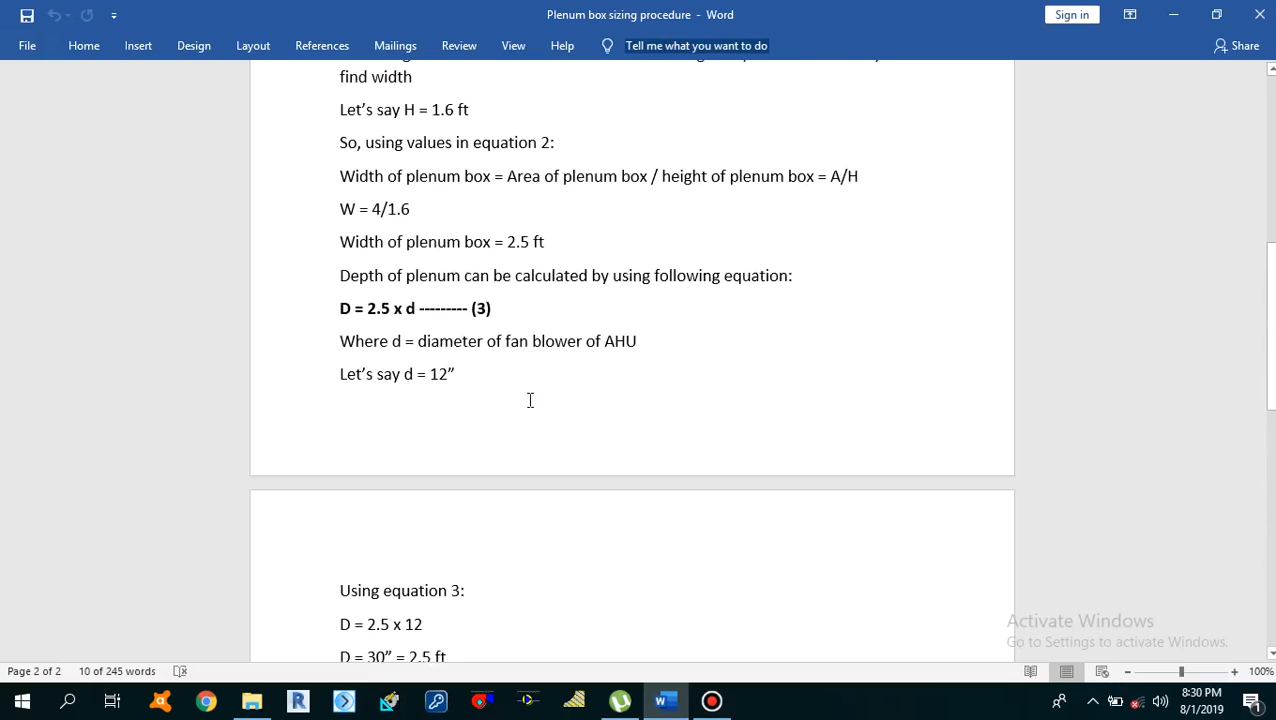 Plenum box sizing procedure - Word
Sign in
File Home Insert Design Layout References Mailings Review View Help Tell me what you want to do Share
find width
Let’s say H = 1.6 ft
So, using values in equation 2:
Width of plenum box = Area of plenum box / height of plenum box = A/H
W = 4/1.6
Width of plenum box = 2.5 ft
Depth of plenum can be calculated by using following equation:
D = 2.5 x d --------- (3)
Where d = diameter of fan blower of AHU
Let’s say d = 12”
Using equation 3:
D = 2.5 x 12
D = 30” = 2.5 ft
Activate Windows
Go to Settings to activate Windows.
Page 2 of 2 10 of 245 words 100%
8:30 PM
8/1/2019